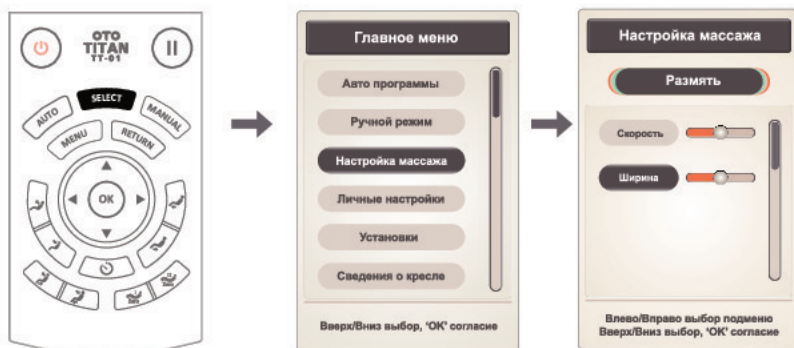 OTO
TITAN
TT-01
AUTO
SELECT
MANUAL
MENU
RETURN
OK
Главное меню
Авто программы
Ручной режим
Настройка массажа
Личные настройки
Установки
Сведения о кресле
Вверх/Вниз выбор, 'OK' согласие
Настройка массажа
Размять
Скорость
Ширина
Влево/Вправо выбор подменю
Вверх/Вниз выбор, 'OK' согласие